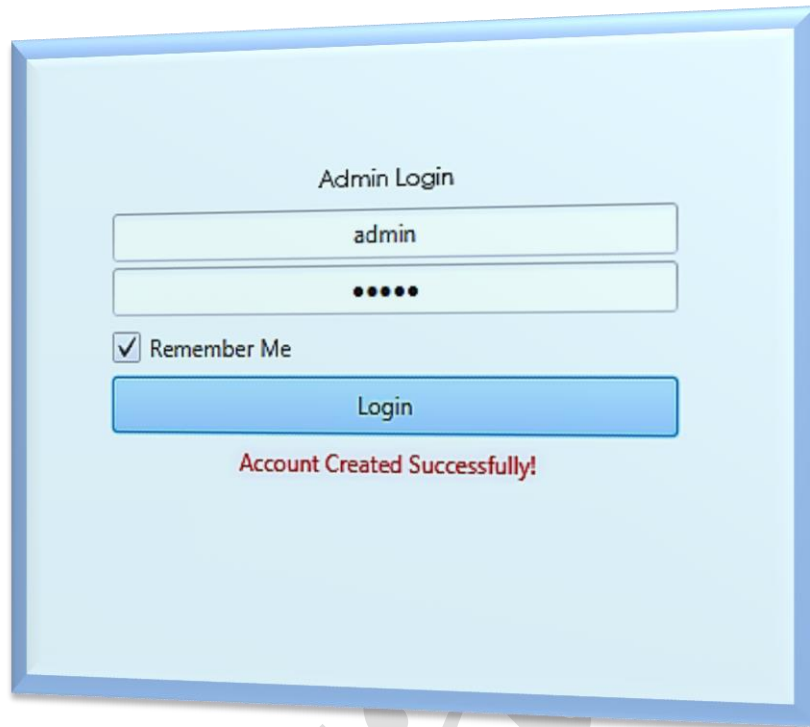 Admin Login
admin
•••••
Remember Me
Login
Account Created Successfully!